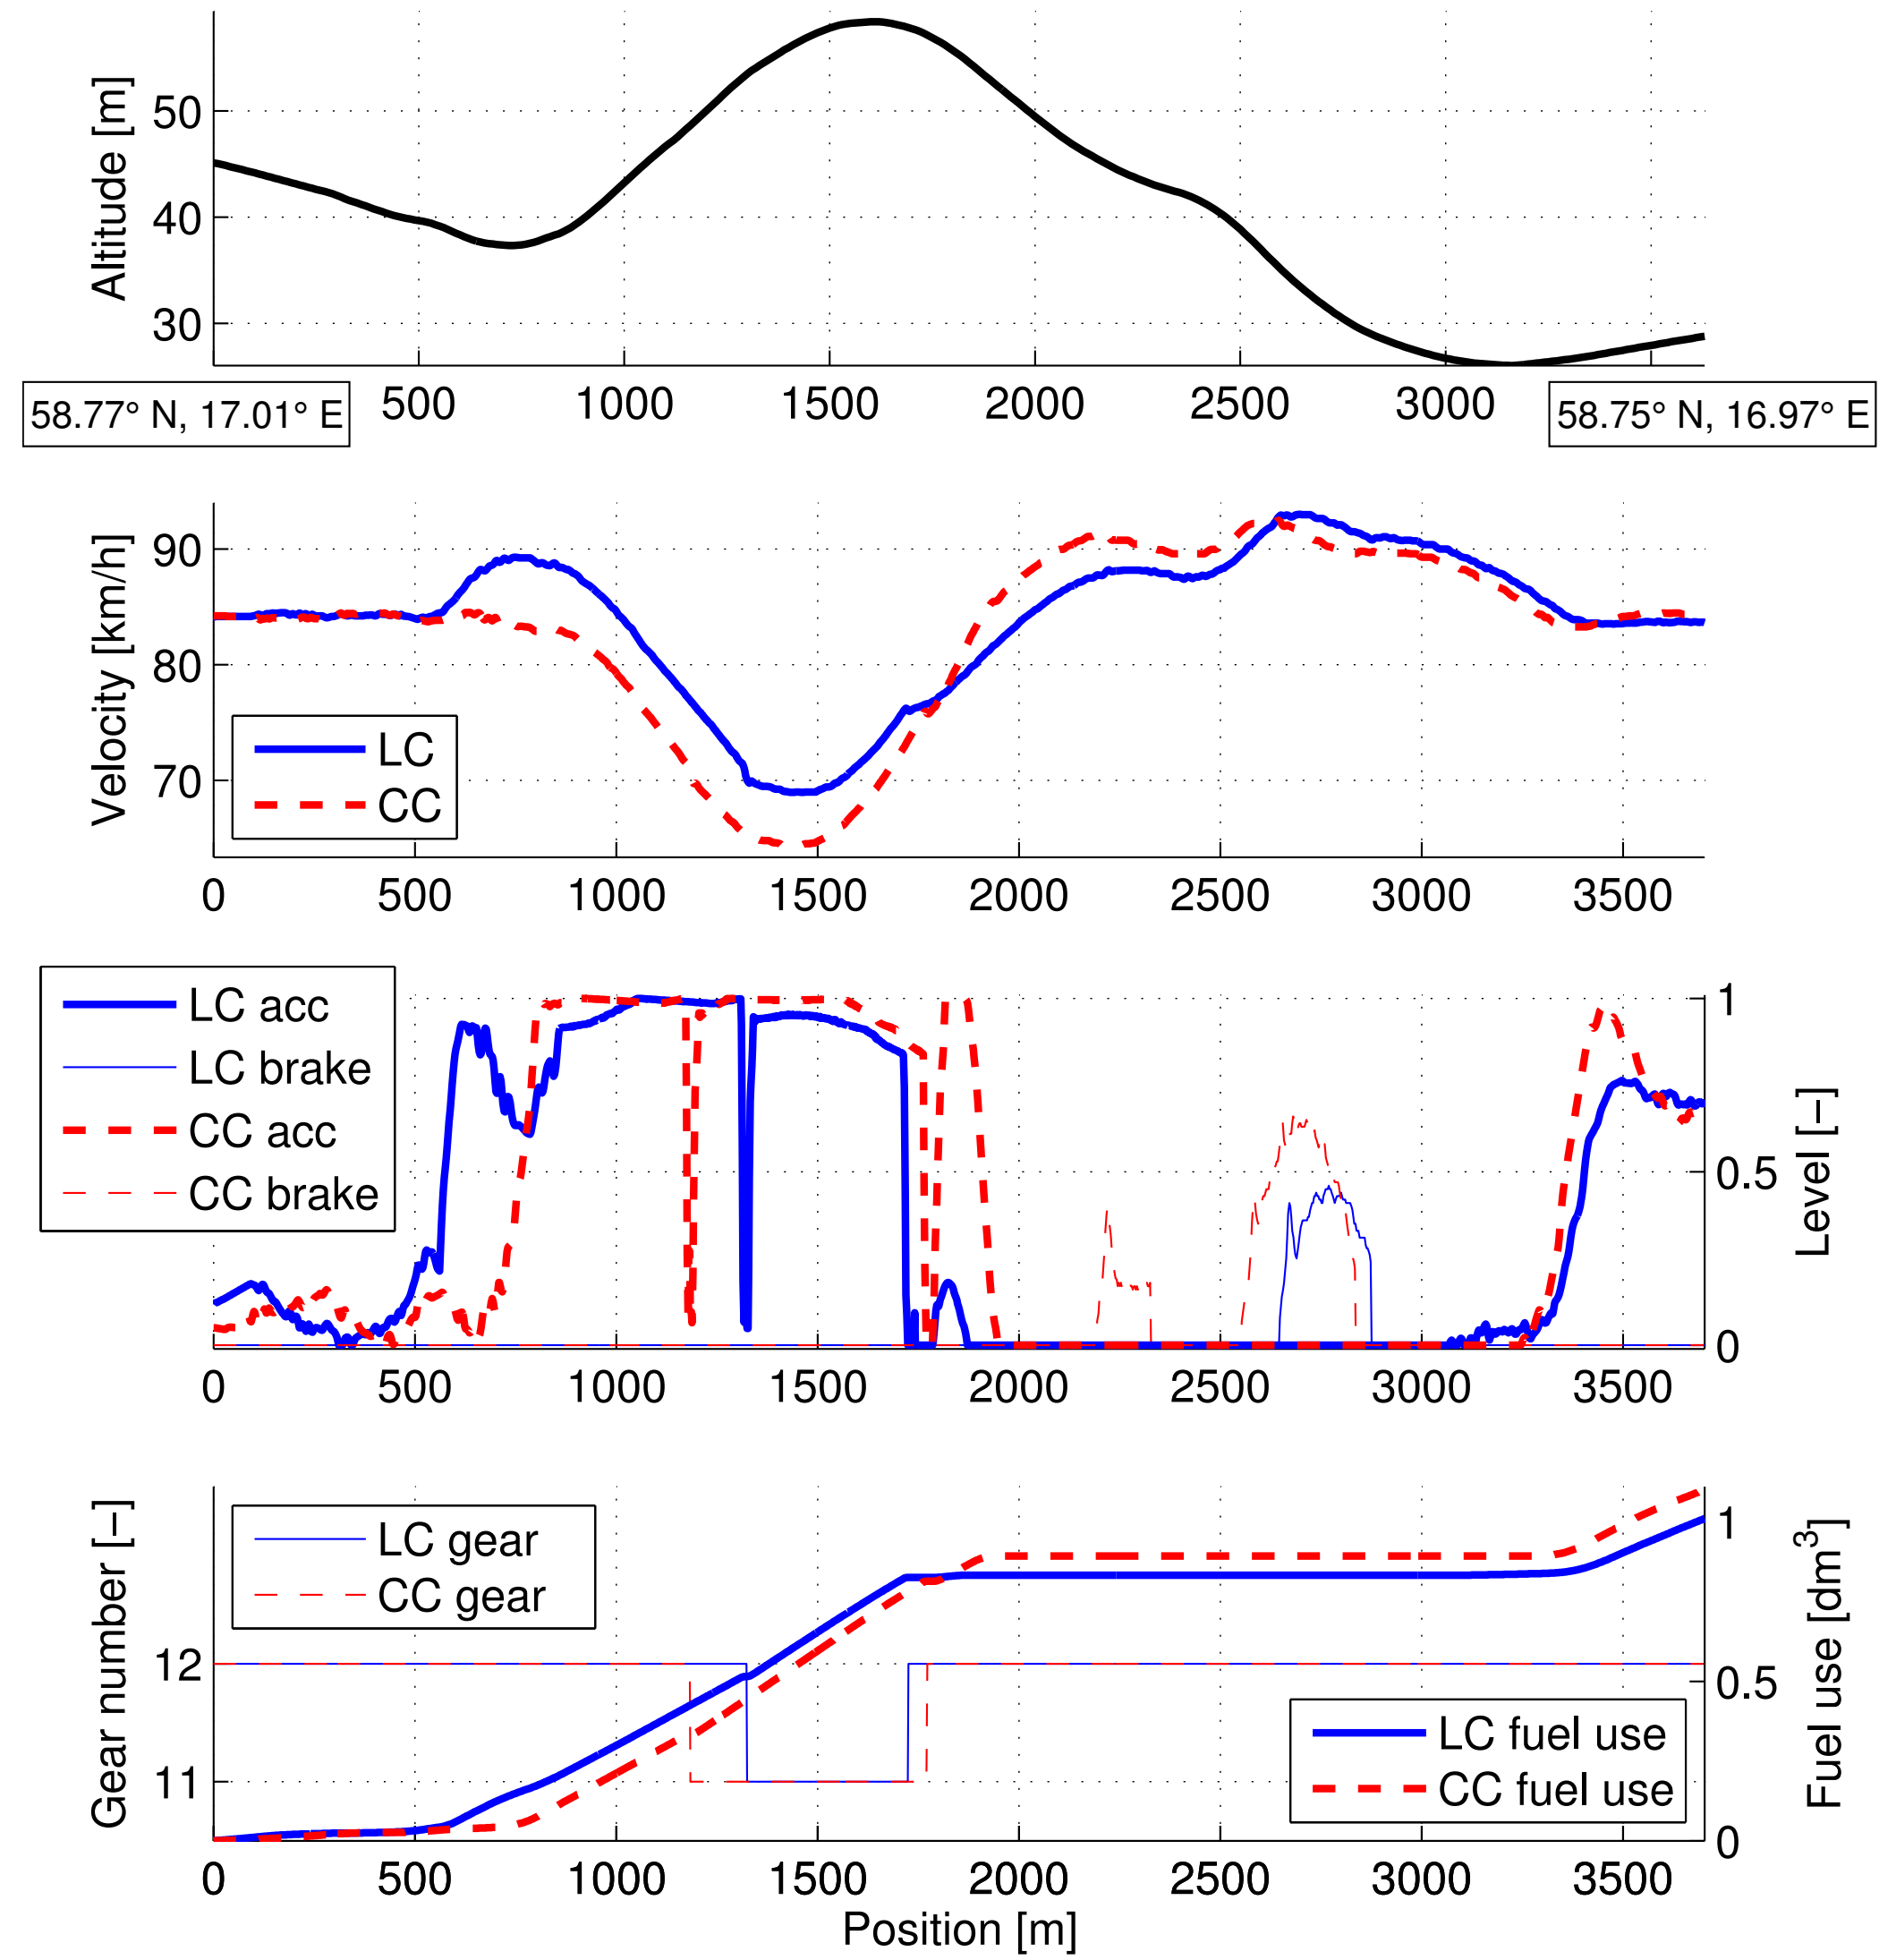 Altitude [m]
50
40
30
58.77° N, 17.01° E
500
1000
1500
2000
2500
3000
58.75° N, 16.97° E
Velocity [km/h]
90
80
70
LC
CC
0
500
1000
1500
2000
2500
3000
3500
LC acc
LC brake
CC acc
CC brake
1
0.5
0
Level [−]
0
500
1000
1500
2000
2500
3000
3500
Gear number [−]
12
11
LC gear
CC gear
1
0.5
0
Fuel use [dm³]
LC fuel use
CC fuel use
0
500
1000
1500
2000
2500
3000
3500
Position [m]